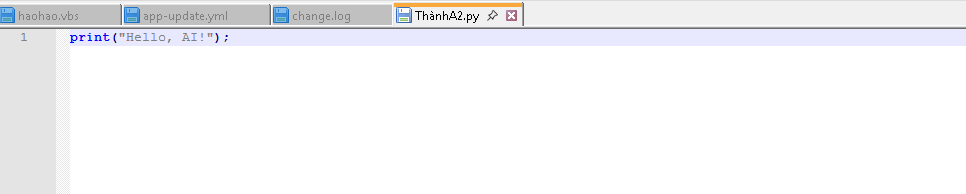 haohao.vbs app-update.yml change.log ThànhA2.py
1 print("Hello, AI!");